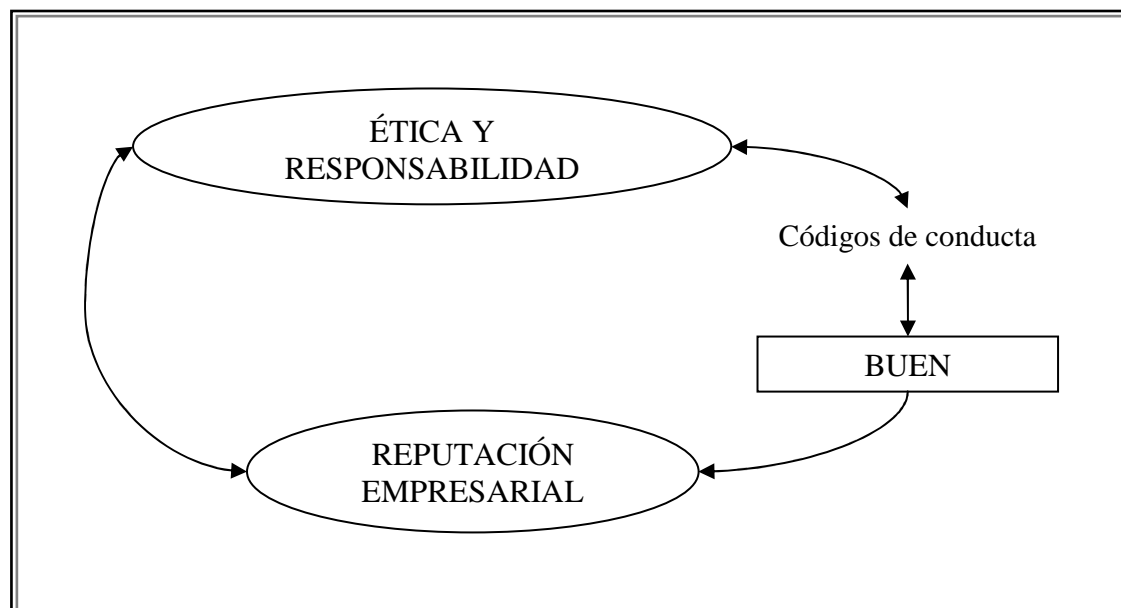 ÉTICA Y
RESPONSABILIDAD
Códigos de conducta
BUEN
REPUTACIÓN
EMPRESARIAL